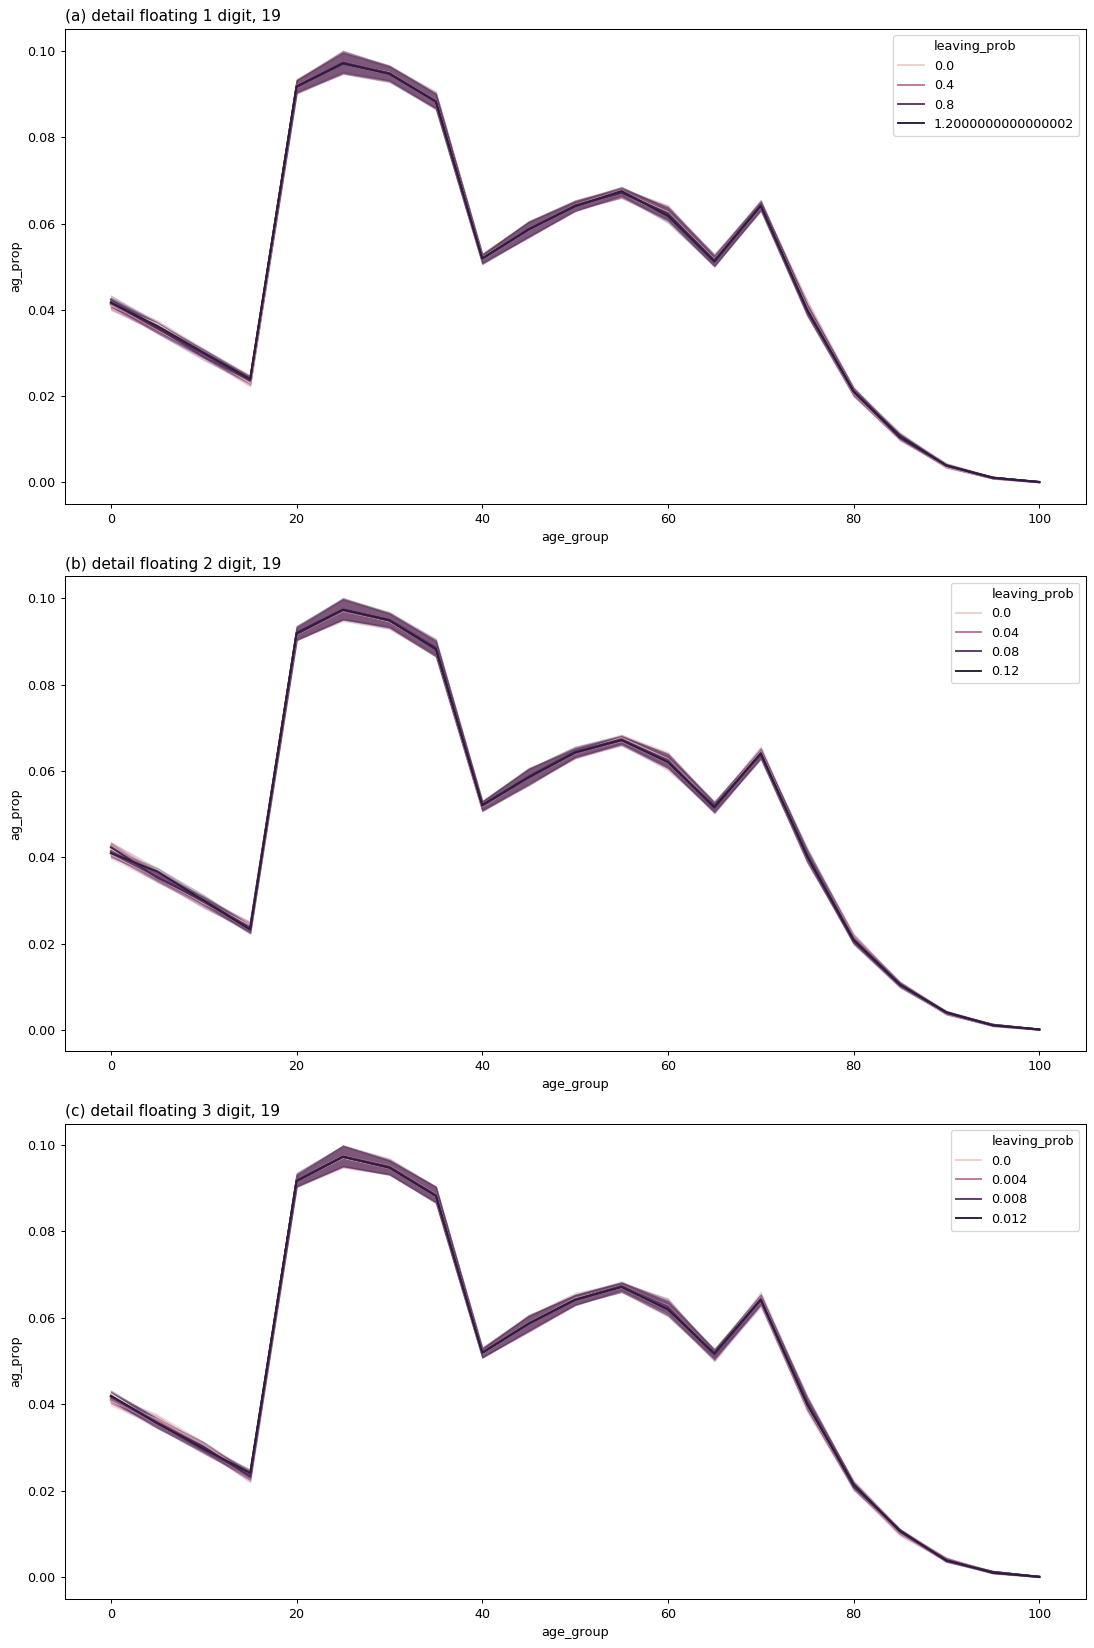 (a) detail floating 1 digit, 19
0.10
0.08
0.06
0.04
0.02
0.00
ag_prop
leaving_prob
0.0
0.4
0.8
1.2000000000000002
0 20 40 60 80 100
age_group
(b) detail floating 2 digit, 19
0.10
0.08
0.06
0.04
0.02
0.00
ag_prop
leaving_prob
0.0
0.04
0.08
0.12
0 20 40 60 80 100
age_group
(c) detail floating 3 digit, 19
0.10
0.08
0.06
0.04
0.02
0.00
ag_prop
leaving_prob
0.0
0.004
0.008
0.012
0 20 40 60 80 100
age_group